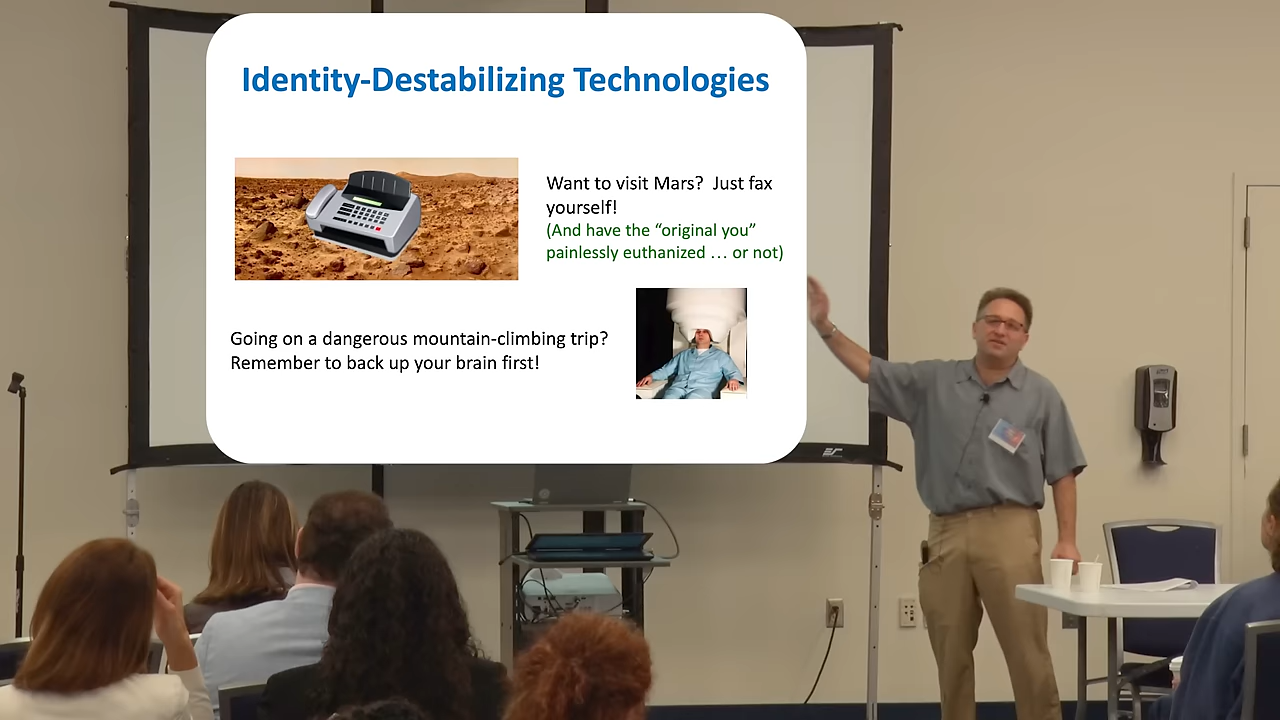 Identity-Destabilizing Technologies
Want to visit Mars?  Just fax
yourself!
(And have the “original you”
painlessly euthanized … or not)
Going on a dangerous mountain-climbing trip?
Remember to back up your brain first!